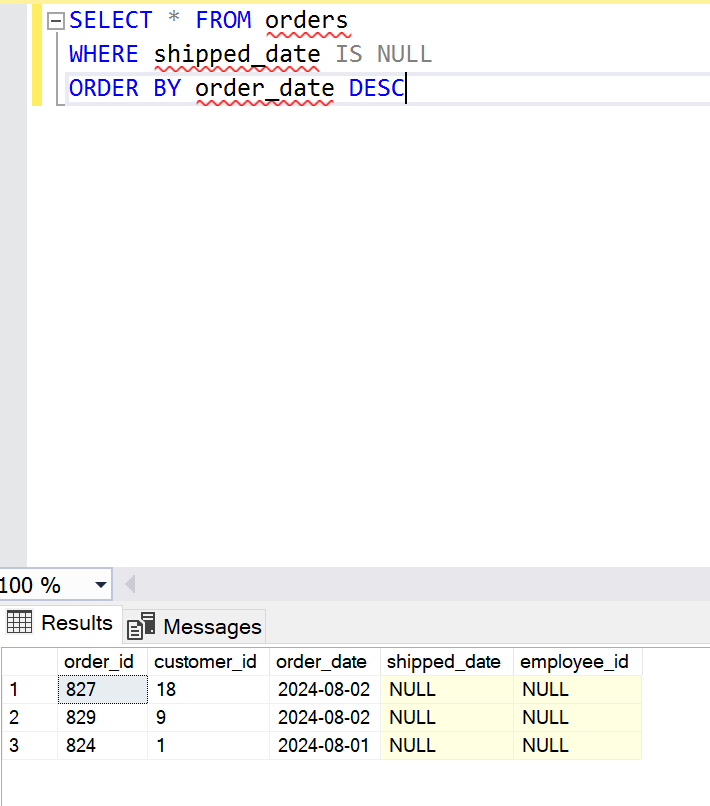 SELECT * FROM orders
WHERE shipped_date IS NULL
ORDER BY order_date DESC
100 %
Results Messages
order_id customer_id order_date shipped_date employee_id
1 827 18 2024-08-02 NULL NULL
2 829 9 2024-08-02 NULL NULL
3 824 1 2024-08-01 NULL NULL